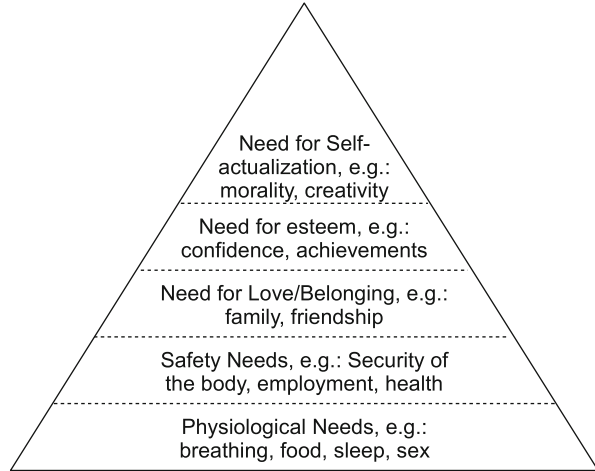 Need for Self-
actualization, e.g.:
morality, creativity
Need for esteem, e.g.:
confidence, achievements
Need for Love/Belonging, e.g.:
family, friendship
Safety Needs, e.g.: Security of
the body, employment, health
Physiological Needs, e.g.:
breathing, food, sleep, sex